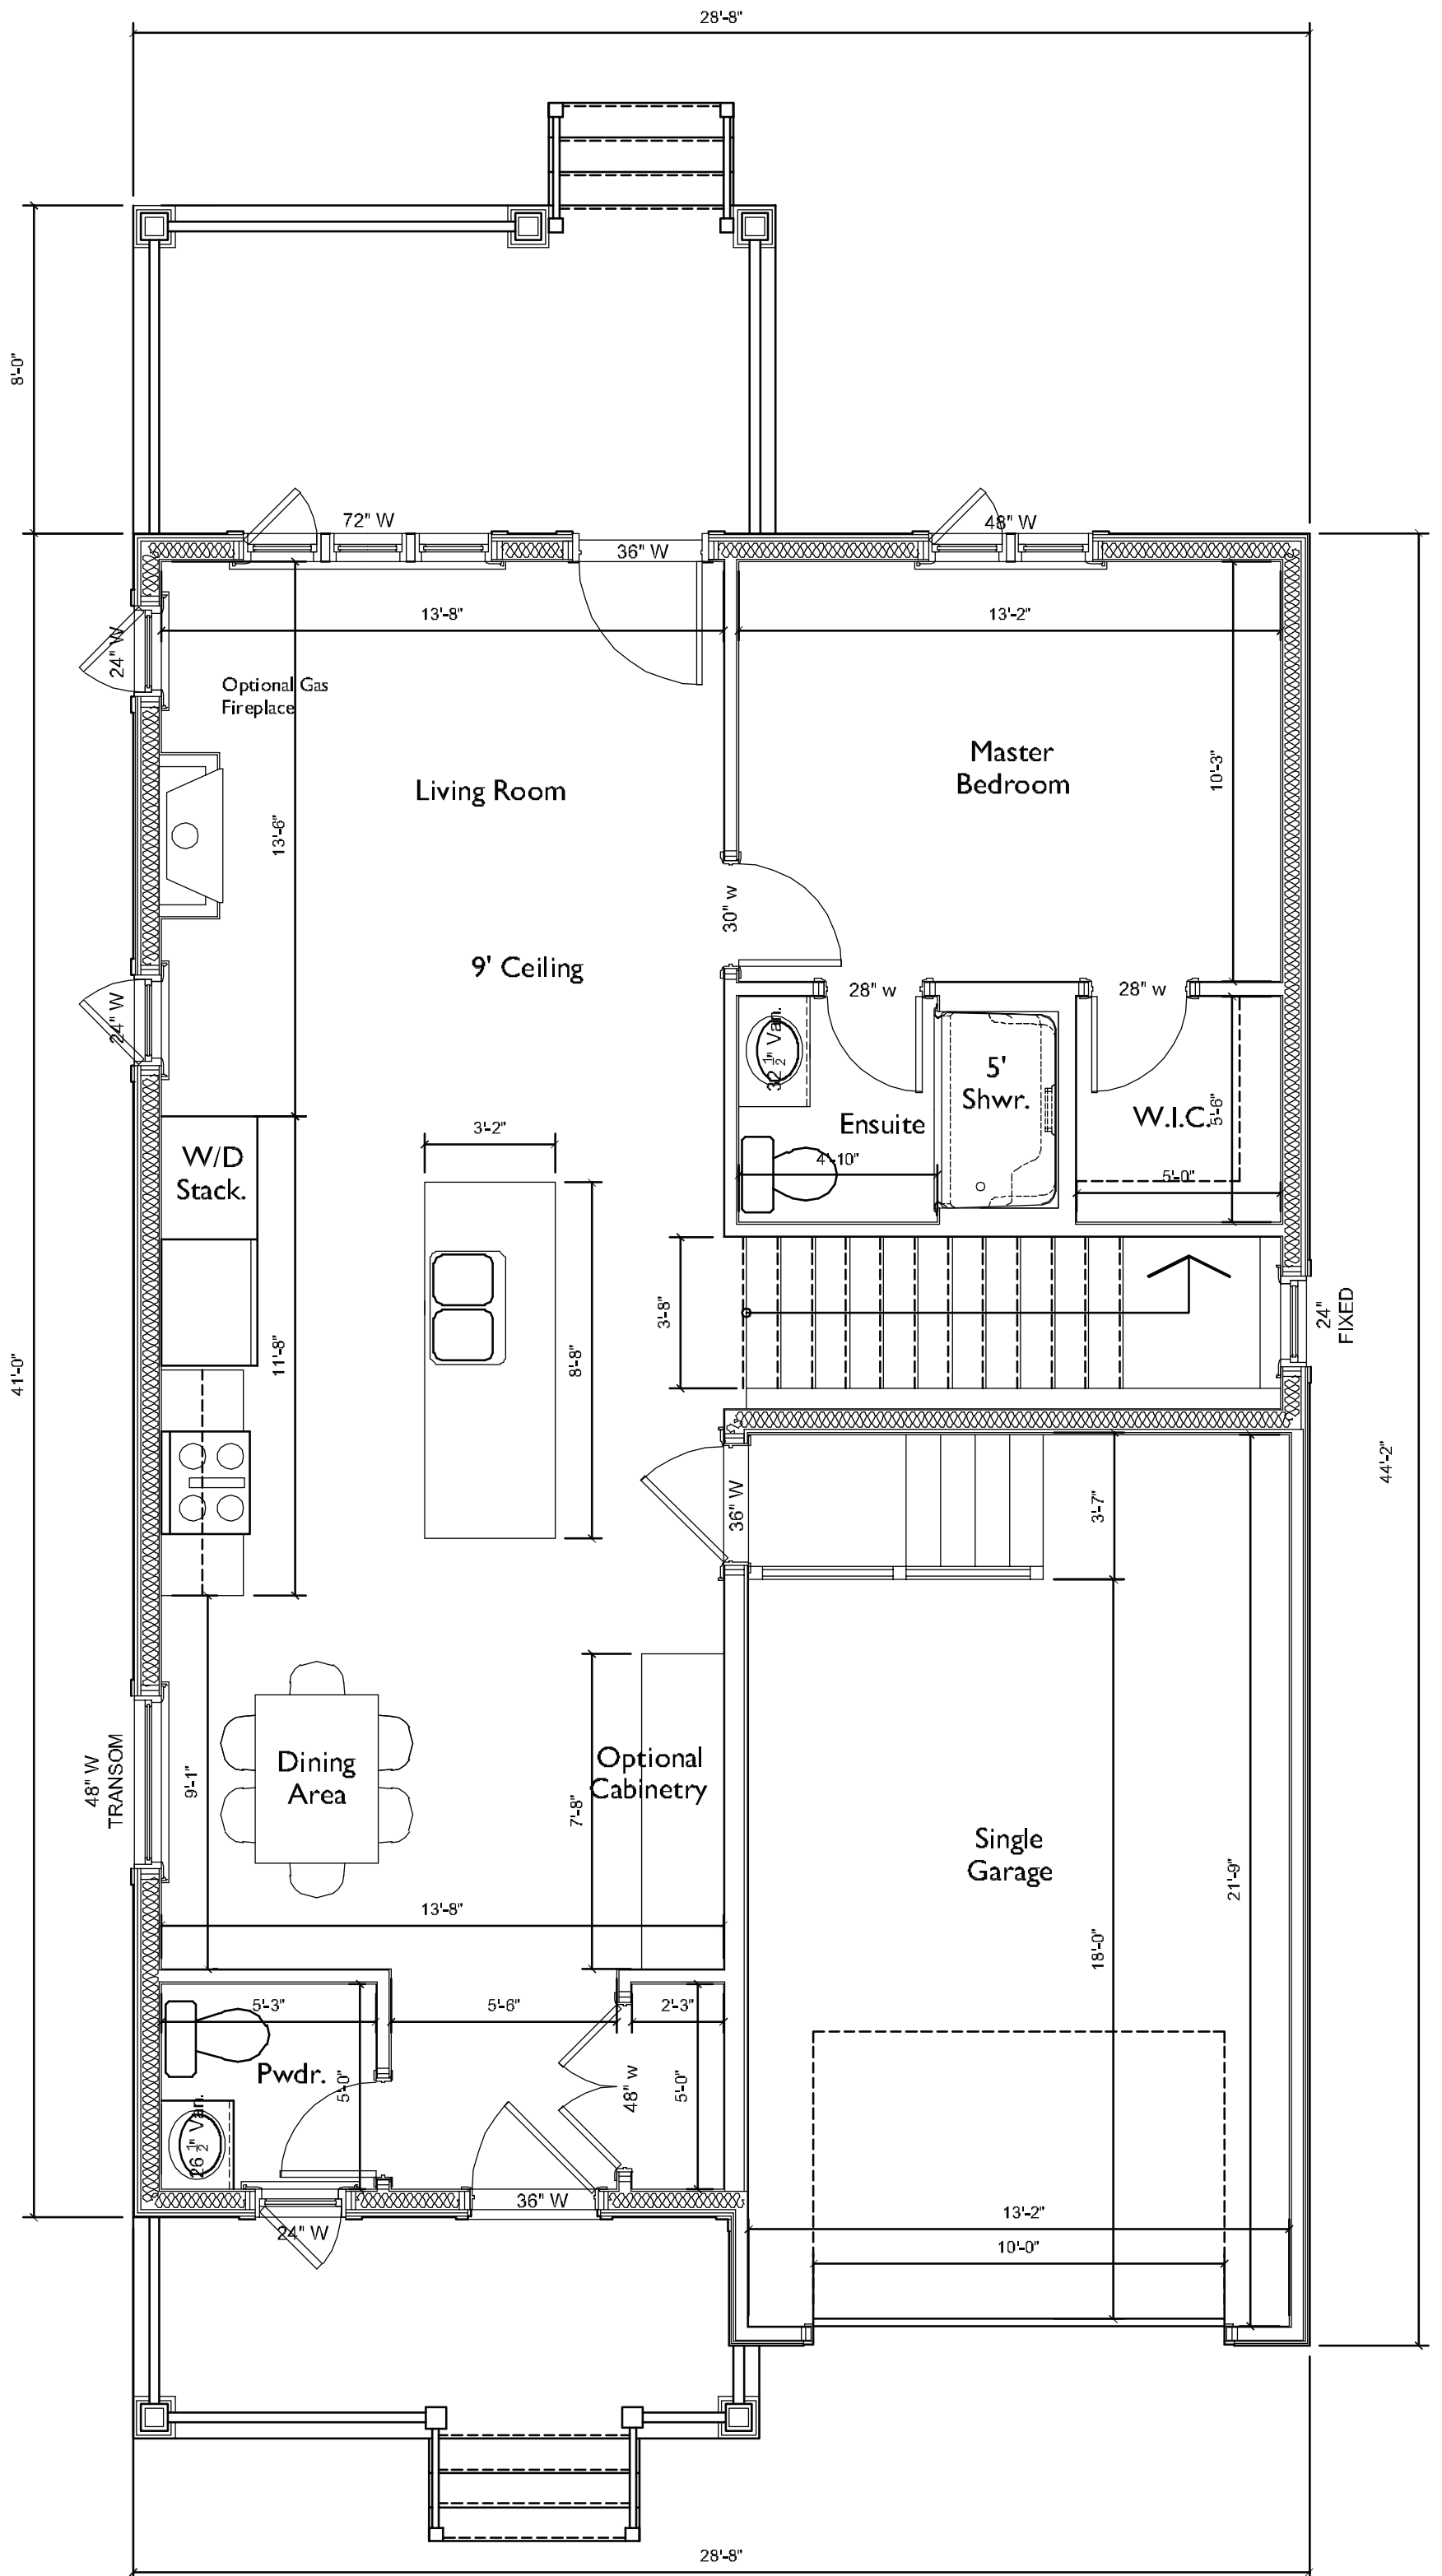 28'-8"
8'-0"
72" W
48" W
36" W
13'-8"
13'-2"
24" W
Optional Gas
Fireplace
Master
Bedroom
10'-3"
Living Room
13'-6"
30" w
9' Ceiling
28" w
28" w
24" W
32 1/2" Van.
5'
Shwr.
Ensuite
W.I.C.
5'-6"
3'-2"
W/D
Stack.
4'-10"
5'-0"
3'-8"
24"
FIXED
11'-8"
8'-8"
41'-0"
44'-2"
36" W
3'-7"
48" W
TRANSOM
9'-1"
Dining
Area
Optional
Cabinetry
7'-8"
Single
Garage
21'-9"
13'-8"
18'-0"
5'-3"
5'-6"
2'-3"
Pwdr.
5'-0"
48" w
5'-0"
26 1/2" Van.
36" W
24" W
13'-2"
10'-0"
28'-8"